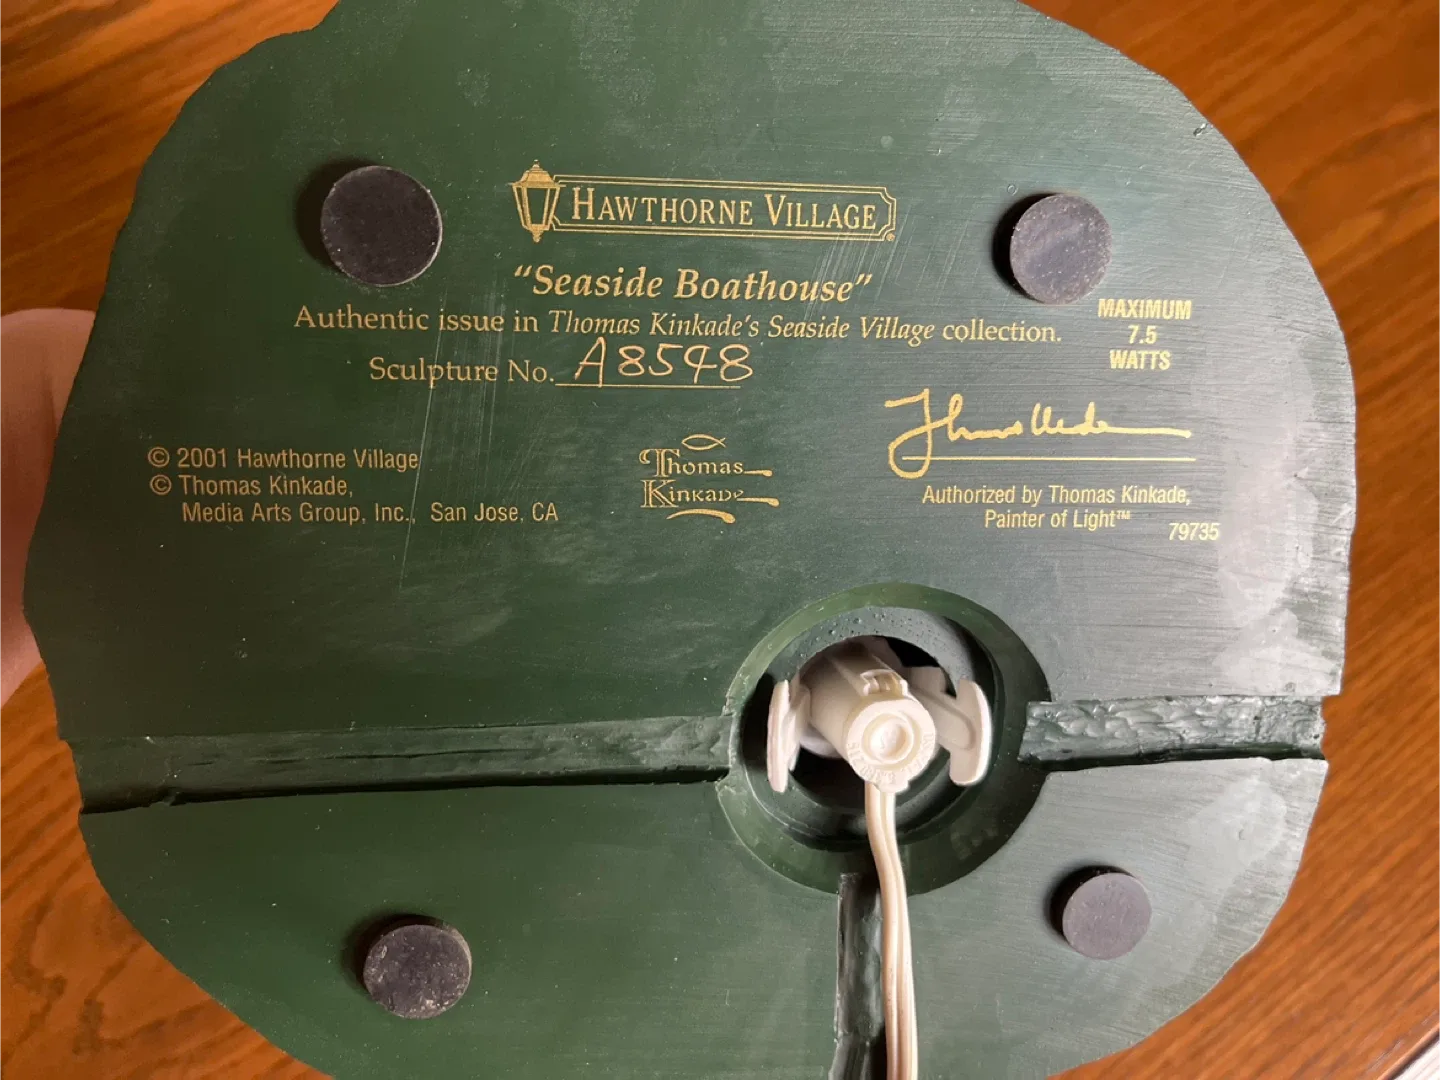 HAWTHORNE VILLAGE
"Seaside Boathouse"
Authentic issue in Thomas Kinkade's Seaside Village collection.
Sculpture No. A8548
MAXIMUM
7.5
WATTS
© 2001 Hawthorne Village
© Thomas Kinkade,
Media Arts Group, Inc., San Jose, CA
Thomas
Kinkade
Authorized by Thomas Kinkade,
Painter of Light™
79735